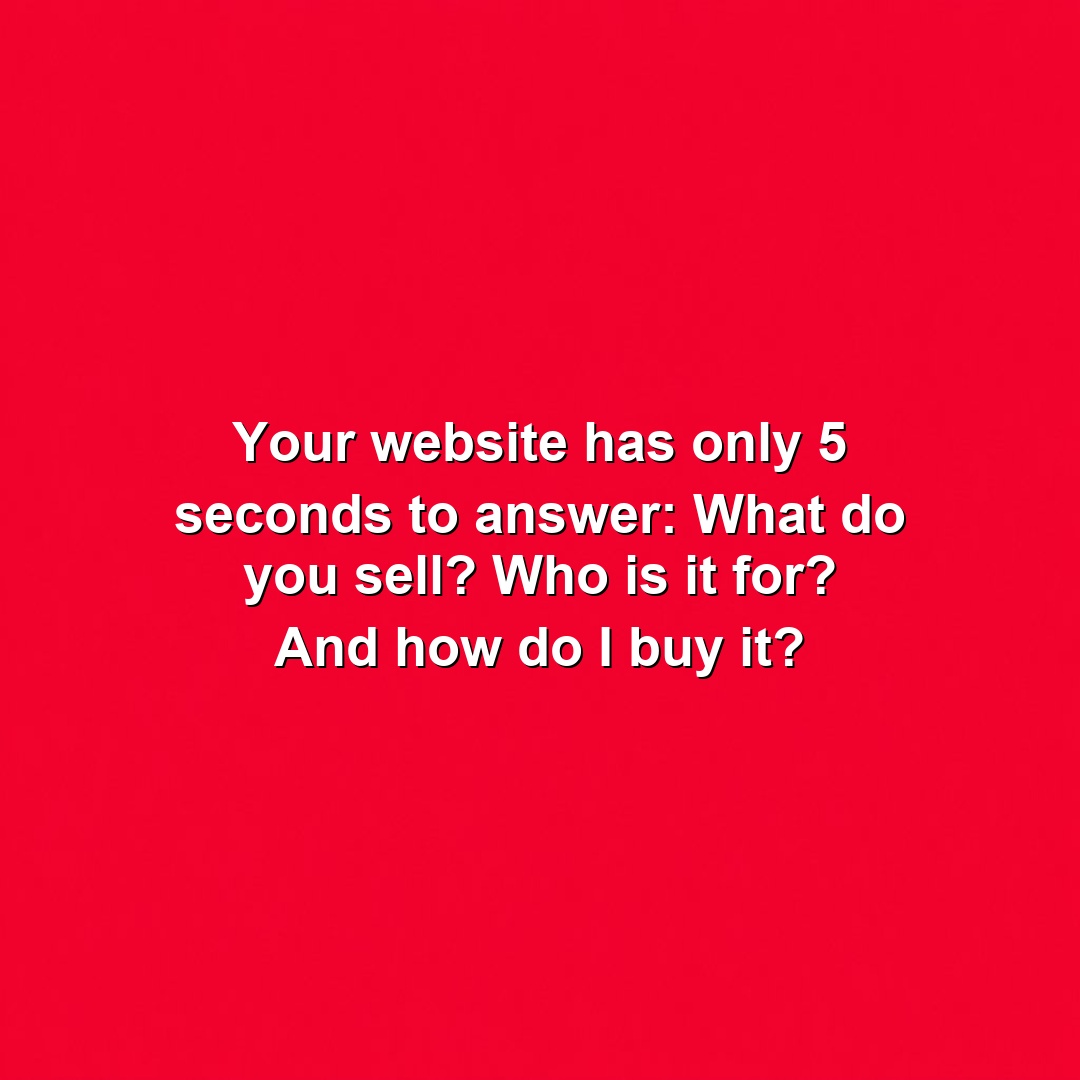 Your website has only 5
seconds to answer: What do
you sell? Who is it for?
And how do I buy it?